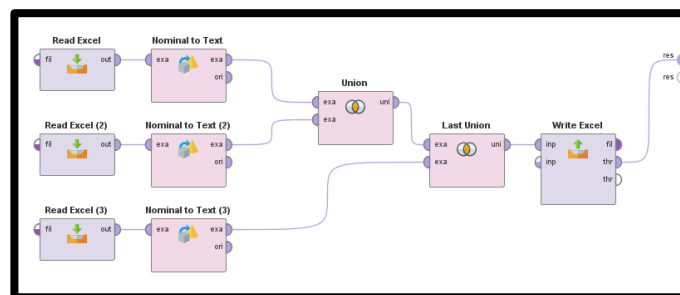 Read Excel
fil out
Nominal to Text
exa exa
ori
Read Excel (2)
fil out
Nominal to Text (2)
exa exa
ori
Read Excel (3)
fil out
Nominal to Text (3)
exa exa
ori
Union
exa uni
exa
Last Union
exa uni
exa
Write Excel
inp fil
inp thr
thr
res
res